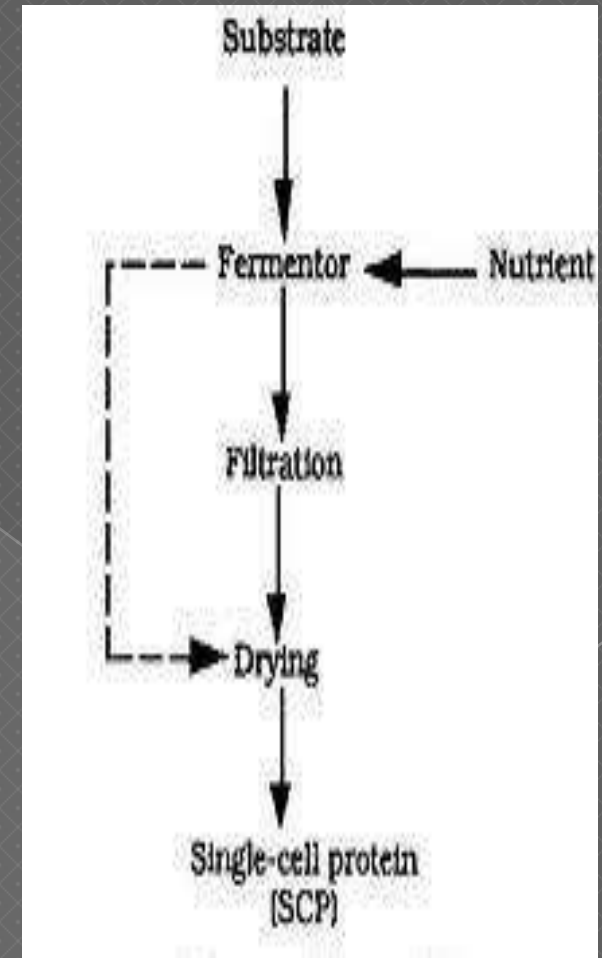 Substrate
Fermentor
Nutrient
Filtration
Drying
Single-cell protein
(SCP)